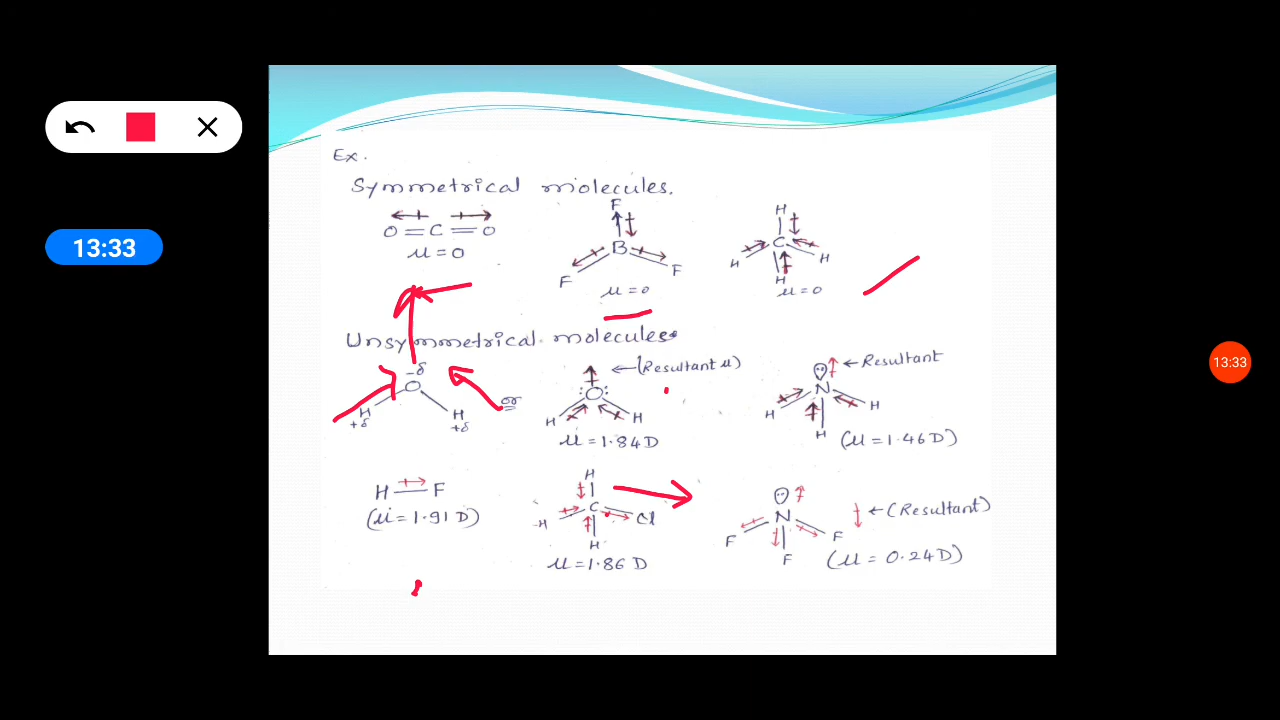 Ex.
Symmetrical molecules.
O=C=O
μ=0
F
B
F F
μ=0
H
C
H H
H
μ=0
Unsymmetrical molecules.
-δ
O
H H
+δ +δ
or
←(Resultant μ)
:O:
H H
μ=1.84D
←Resultant
N
H H
H
(μ=1.46D)
H—F
(μ=1.91D)
H
C
H Cl
H
μ=1.86D
N
F F
F
←(Resultant)
(μ=0.24D)
13:33
13:33